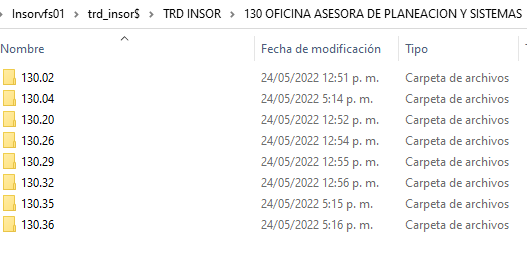 Insorvfs01 > trd_insor$ > TRD INSOR > 130 OFICINA ASESORA DE PLANEACION Y SISTEMAS
Nombre Fecha de modificación Tipo
130.02 24/05/2022 12:51 p. m. Carpeta de archivos
130.04 24/05/2022 5:14 p. m. Carpeta de archivos
130.20 24/05/2022 12:52 p. m. Carpeta de archivos
130.26 24/05/2022 12:54 p. m. Carpeta de archivos
130.29 24/05/2022 12:55 p. m. Carpeta de archivos
130.32 24/05/2022 12:56 p. m. Carpeta de archivos
130.35 24/05/2022 5:15 p. m. Carpeta de archivos
130.36 24/05/2022 5:16 p. m. Carpeta de archivos